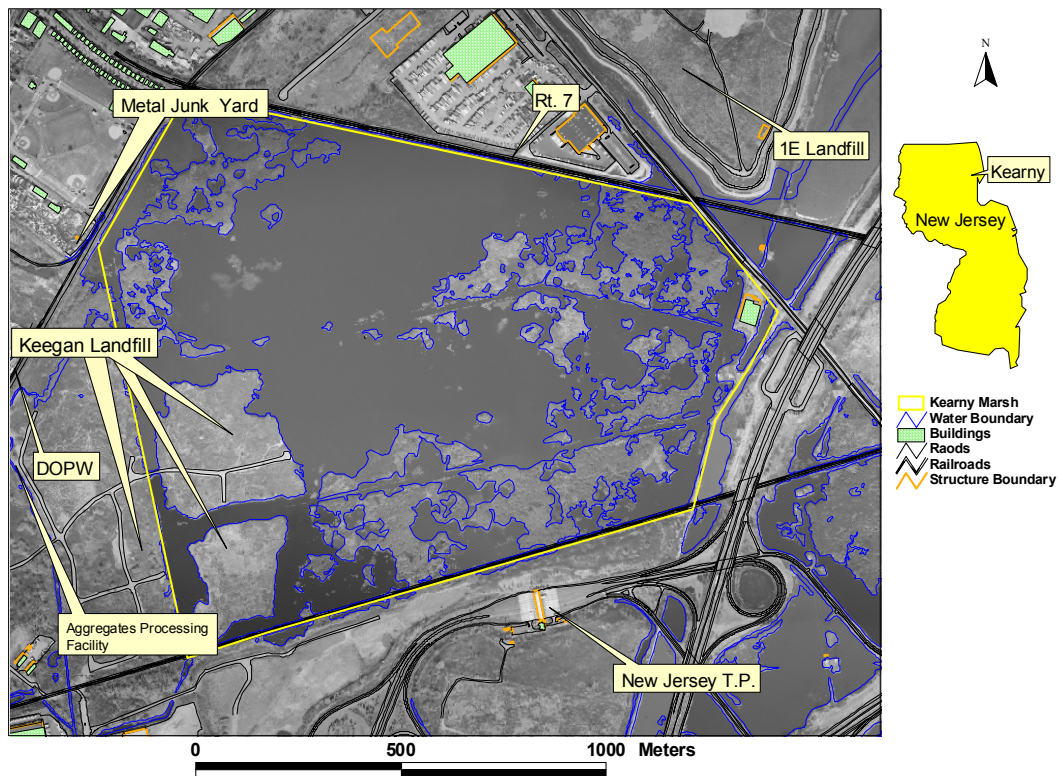 Metal Junk Yard
Rt. 7
1E Landfill
N
Kearny
New Jersey
Keegan Landfill
DOPW
Aggregates Processing
Facility
New Jersey T.P.
Kearny Marsh
Water Boundary
Buildings
Raods
Railroads
Structure Boundary
0 500 1000 Meters